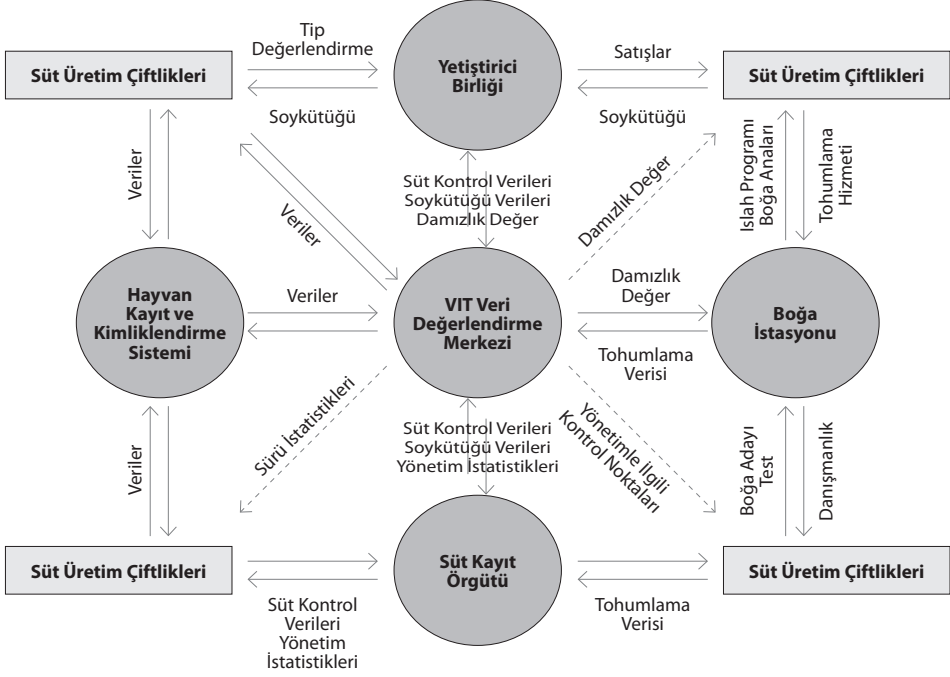 Tip
Değerlendirme
Süt Üretim Çiftlikleri
Soykütüğü
Yetiştirici
Birliği
Satışlar
Soykütüğü
Süt Üretim Çiftlikleri
Veriler
Veriler
Süt Kontrol Verileri
Soykütüğü Verileri
Damızlık Değer
Damızlık Değer
Islah Programı
Boğa Anaları
Tohumlama
Hizmeti
Hayvan
Kayıt ve
Kimliklendirme
Sistemi
Veriler
VIT Veri
Değerlendirme
Merkezi
Damızlık
Değer
Tohumlama
Verisi
Boğa
İstasyonu
Veriler
Sürü İstatistikleri
Süt Kontrol Verileri
Soykütüğü Verileri
Yönetim İstatistikleri
Yönetimle İlgili
Kontrol Noktaları
Boğa Adayı
Test
Danışmanlık
Süt Üretim Çiftlikleri
Süt Kontrol
Verileri
Yönetim
İstatistikleri
Süt Kayıt
Örgütü
Tohumlama
Verisi
Süt Üretim Çiftlikleri